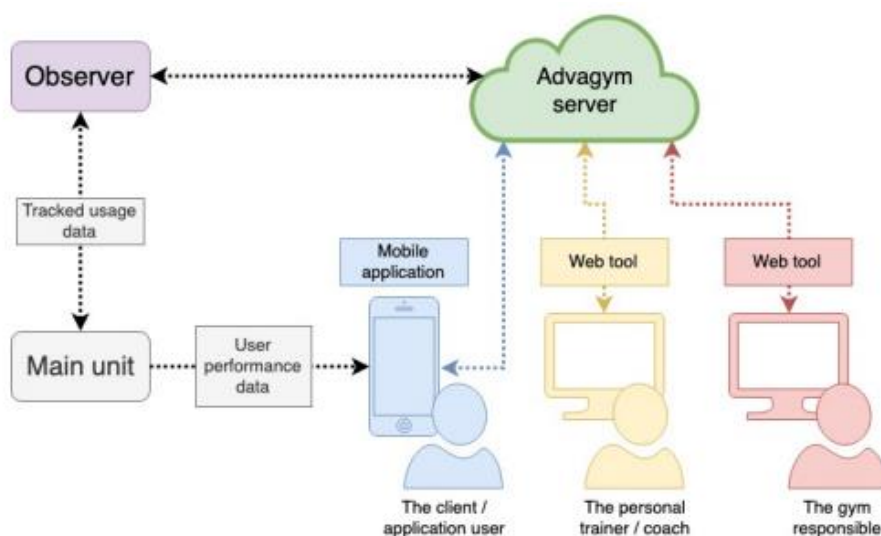 Observer
Advagym
server
Tracked usage
data
Mobile
application
Web tool
Web tool
Main unit
User
performance
data
The client /
application user
The personal
trainer / coach
The gym
responsible